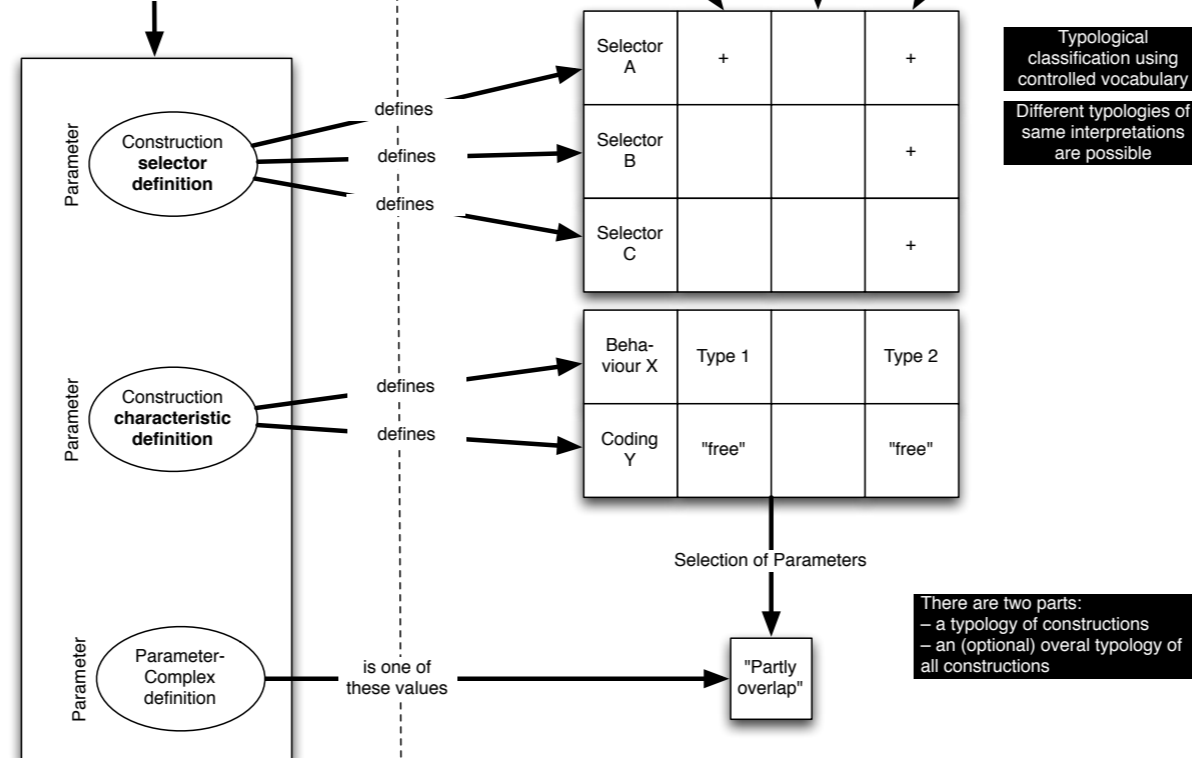 Parameter
Construction
selector
definition
defines
defines
defines
Selector
A
+
+
Selector
B
+
Selector
C
+
Typological
classification using
controlled vocabulary
Different typologies of
same interpretations
are possible
Parameter
Construction
characteristic
definition
defines
defines
Beha-
viour X
Type 1
Type 2
Coding
Y
"free"
"free"
Selection of Parameters
There are two parts:
– a typology of constructions
– an (optional) overal typology of
all constructions
Parameter
Parameter-
Complex
definition
is one of
these values
"Partly
overlap"